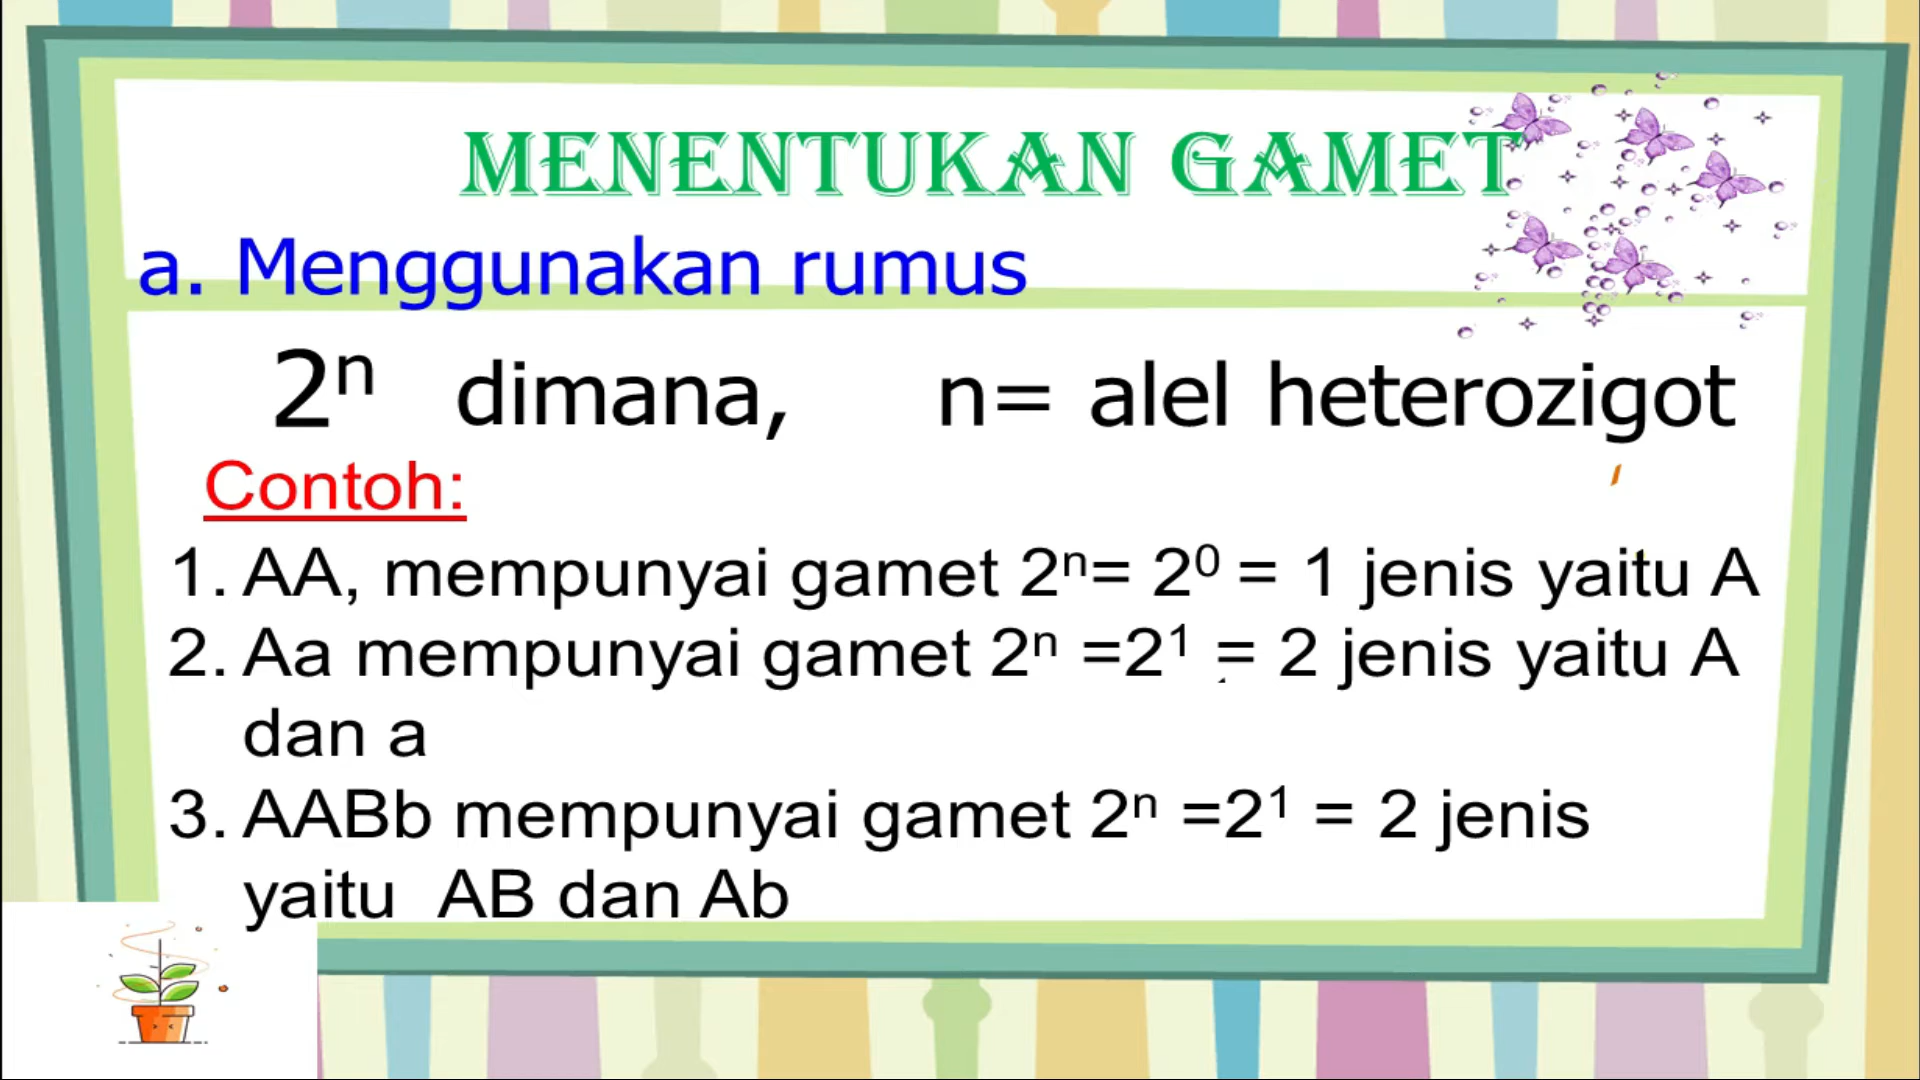 MENENTUKAN GAMET
a. Menggunakan rumus
2ⁿ dimana, n= alel heterozigot
Contoh:
1. AA, mempunyai gamet 2ⁿ= 2⁰ = 1 jenis yaitu A
2. Aa mempunyai gamet 2ⁿ =2¹ = 2 jenis yaitu A
dan a
3. AABb mempunyai gamet 2ⁿ =2¹ = 2 jenis
yaitu AB dan Ab